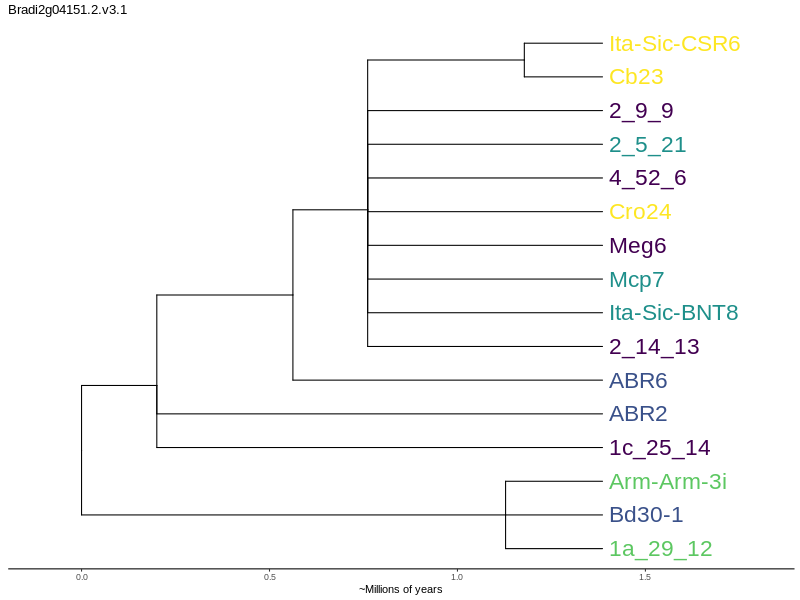 Bradi2g04151.2.v3.1
Ita-Sic-CSR6
Cb23
2_9_9
2_5_21
4_52_6
Cro24
Meg6
Mcp7
Ita-Sic-BNT8
2_14_13
ABR6
ABR2
1c_25_14
Arm-Arm-3i
Bd30-1
1a_29_12
0.0 0.5 1.0 1.5
~Millions of years